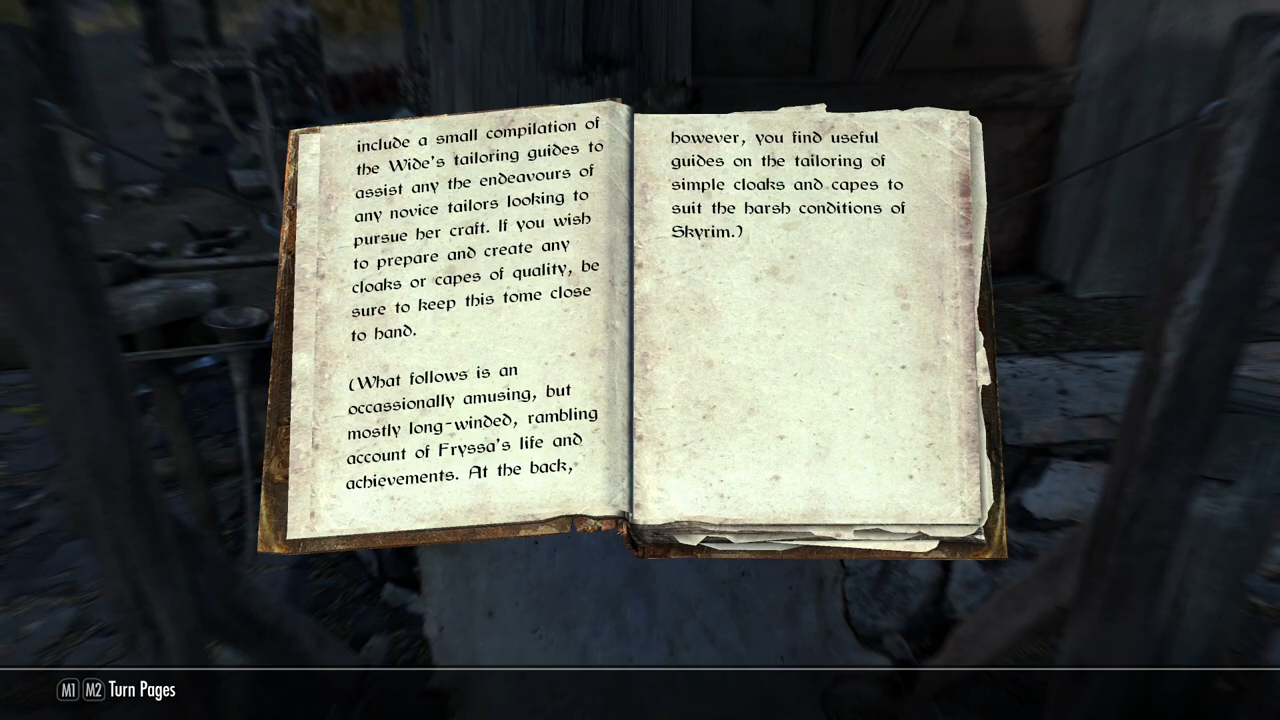 include a small compilation of
the Wide's tailoring guides to
assist any the endeavours of
any novice tailors looking to
pursue her craft. If you wish
to prepare and create any
cloaks or capes of quality, be
sure to keep this tome close
to hand.
(What follows is an
occassionally amusing, but
mostly long-winded, rambling
account of Fryssa's life and
achievements. At the back,
however, you find useful
guides on the tailoring of
simple cloaks and capes to
suit the harsh conditions of
Skyrim.)
M1 M2 Turn Pages